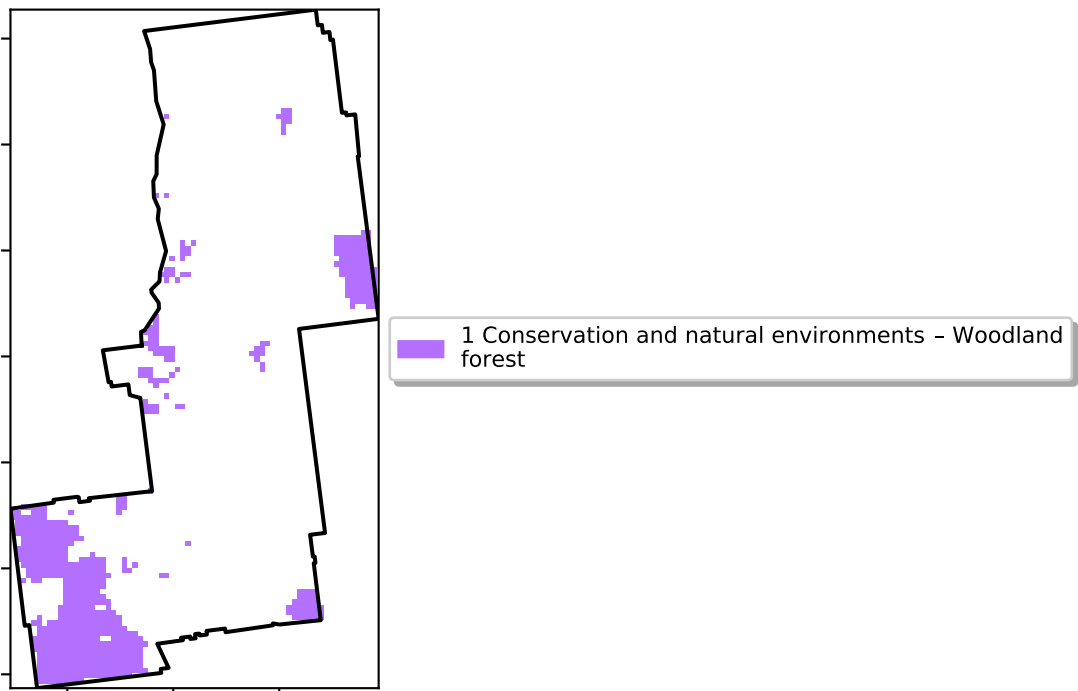 1 Conservation and natural environments – Woodland
forest